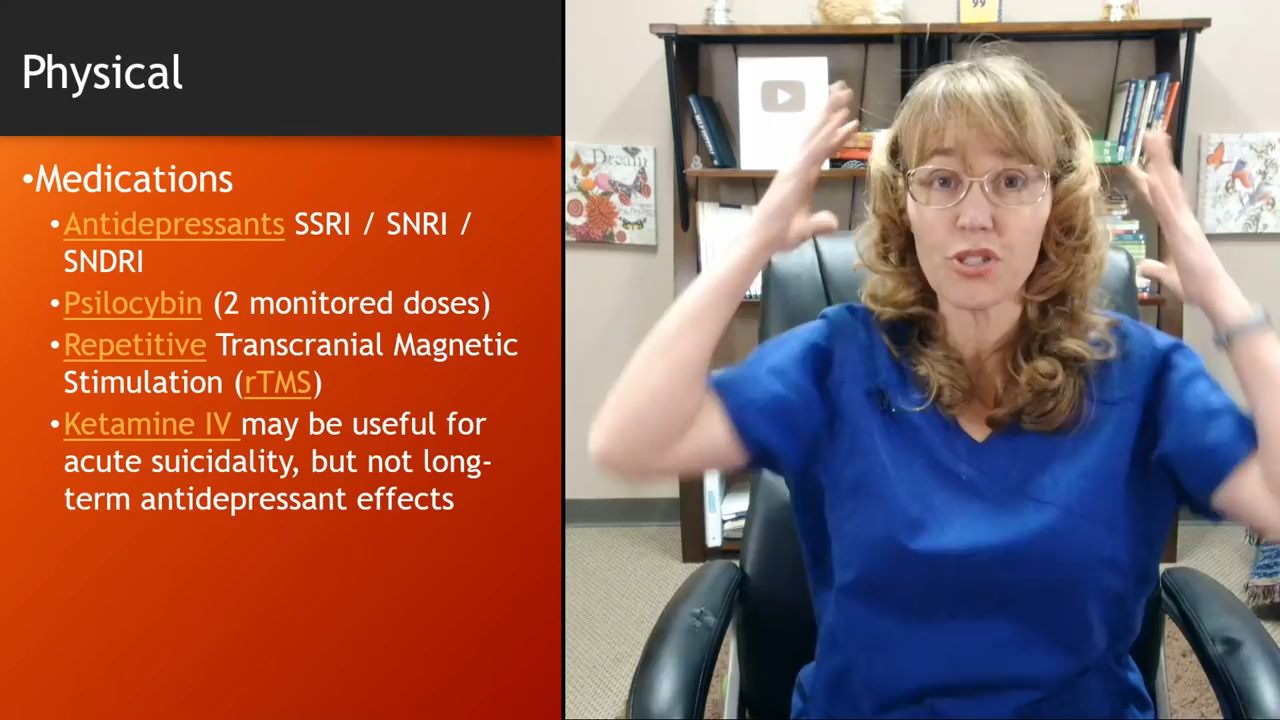 Physical
•Medications
•Antidepressants SSRI / SNRI /
SNDRI
•Psilocybin (2 monitored doses)
•Repetitive Transcranial Magnetic
Stimulation (rTMS)
•Ketamine IV may be useful for
acute suicidality, but not long-
term antidepressant effects
99
Dream